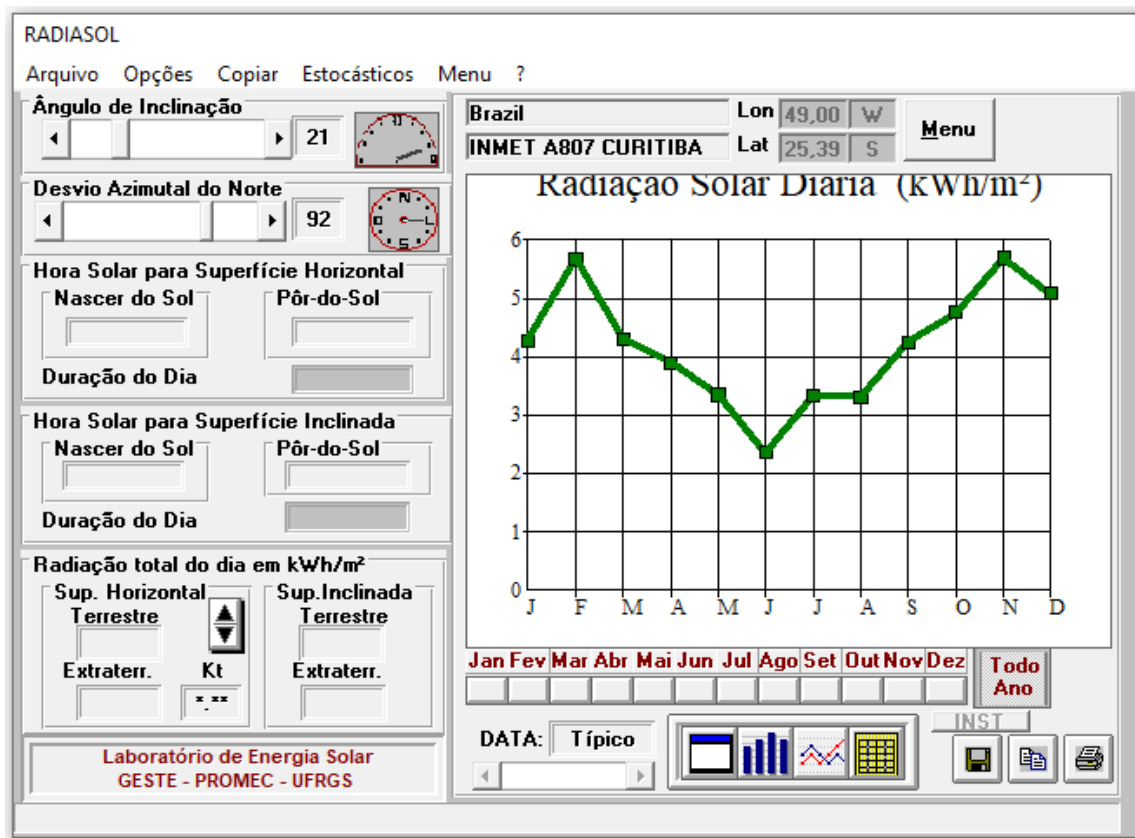 RADIASOL
Arquivo Opções Copiar Estocásticos Menu ?
Ângulo de Inclinação
21
Desvio Azimutal do Norte
92
N
O L
S
Hora Solar para Superfície Horizontal
Nascer do Sol Pôr-do-Sol
Duração do Dia
Hora Solar para Superfície Inclinada
Nascer do Sol Pôr-do-Sol
Duração do Dia
Radiação total do dia em kWh/m²
Sup. Horizontal Sup.Inclinada
Terrestre Terrestre
Extraterr. Kt Extraterr.
*.**
Laboratório de Energia Solar
GESTE - PROMEC - UFRGS
Brazil Lon 49,00 W
INMET A807 CURITIBA Lat 25,39 S
Menu
Radiação Solar Diária (kWh/m²)
6
5
4
3
2
1
0
J F M A M J J A S O N D
Jan Fev Mar Abr Mai Jun Jul Ago Set Out Nov Dez
Todo
Ano
INST
DATA: Típico